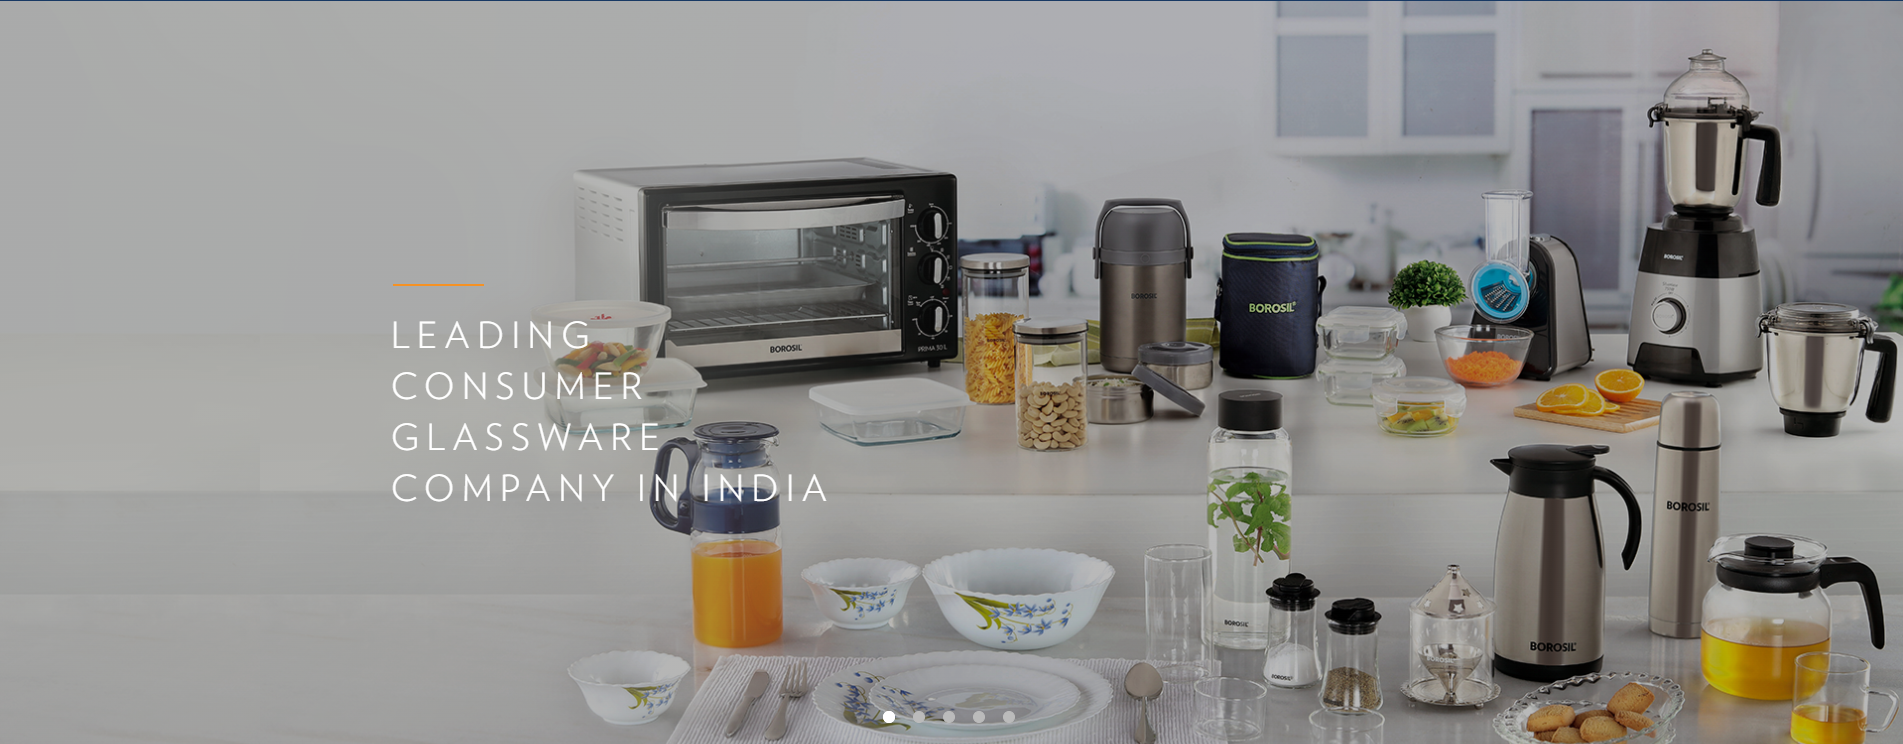 LEADING
CONSUMER
GLASSWARE
COMPANY IN INDIA
BOROSIL
PRIMA 30 L
BOROSIL
BOROSIL®
BOROSIL
BOROSIL
BOROSIL
BOROSIL
BOROSIL